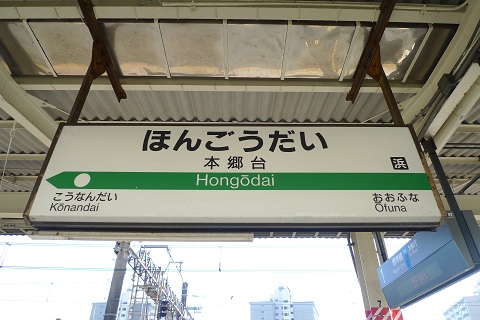 ほんごうだい
本郷台
浜
Hongōdai
こうなんだい
Kōnandai
おおふな
Ōfuna